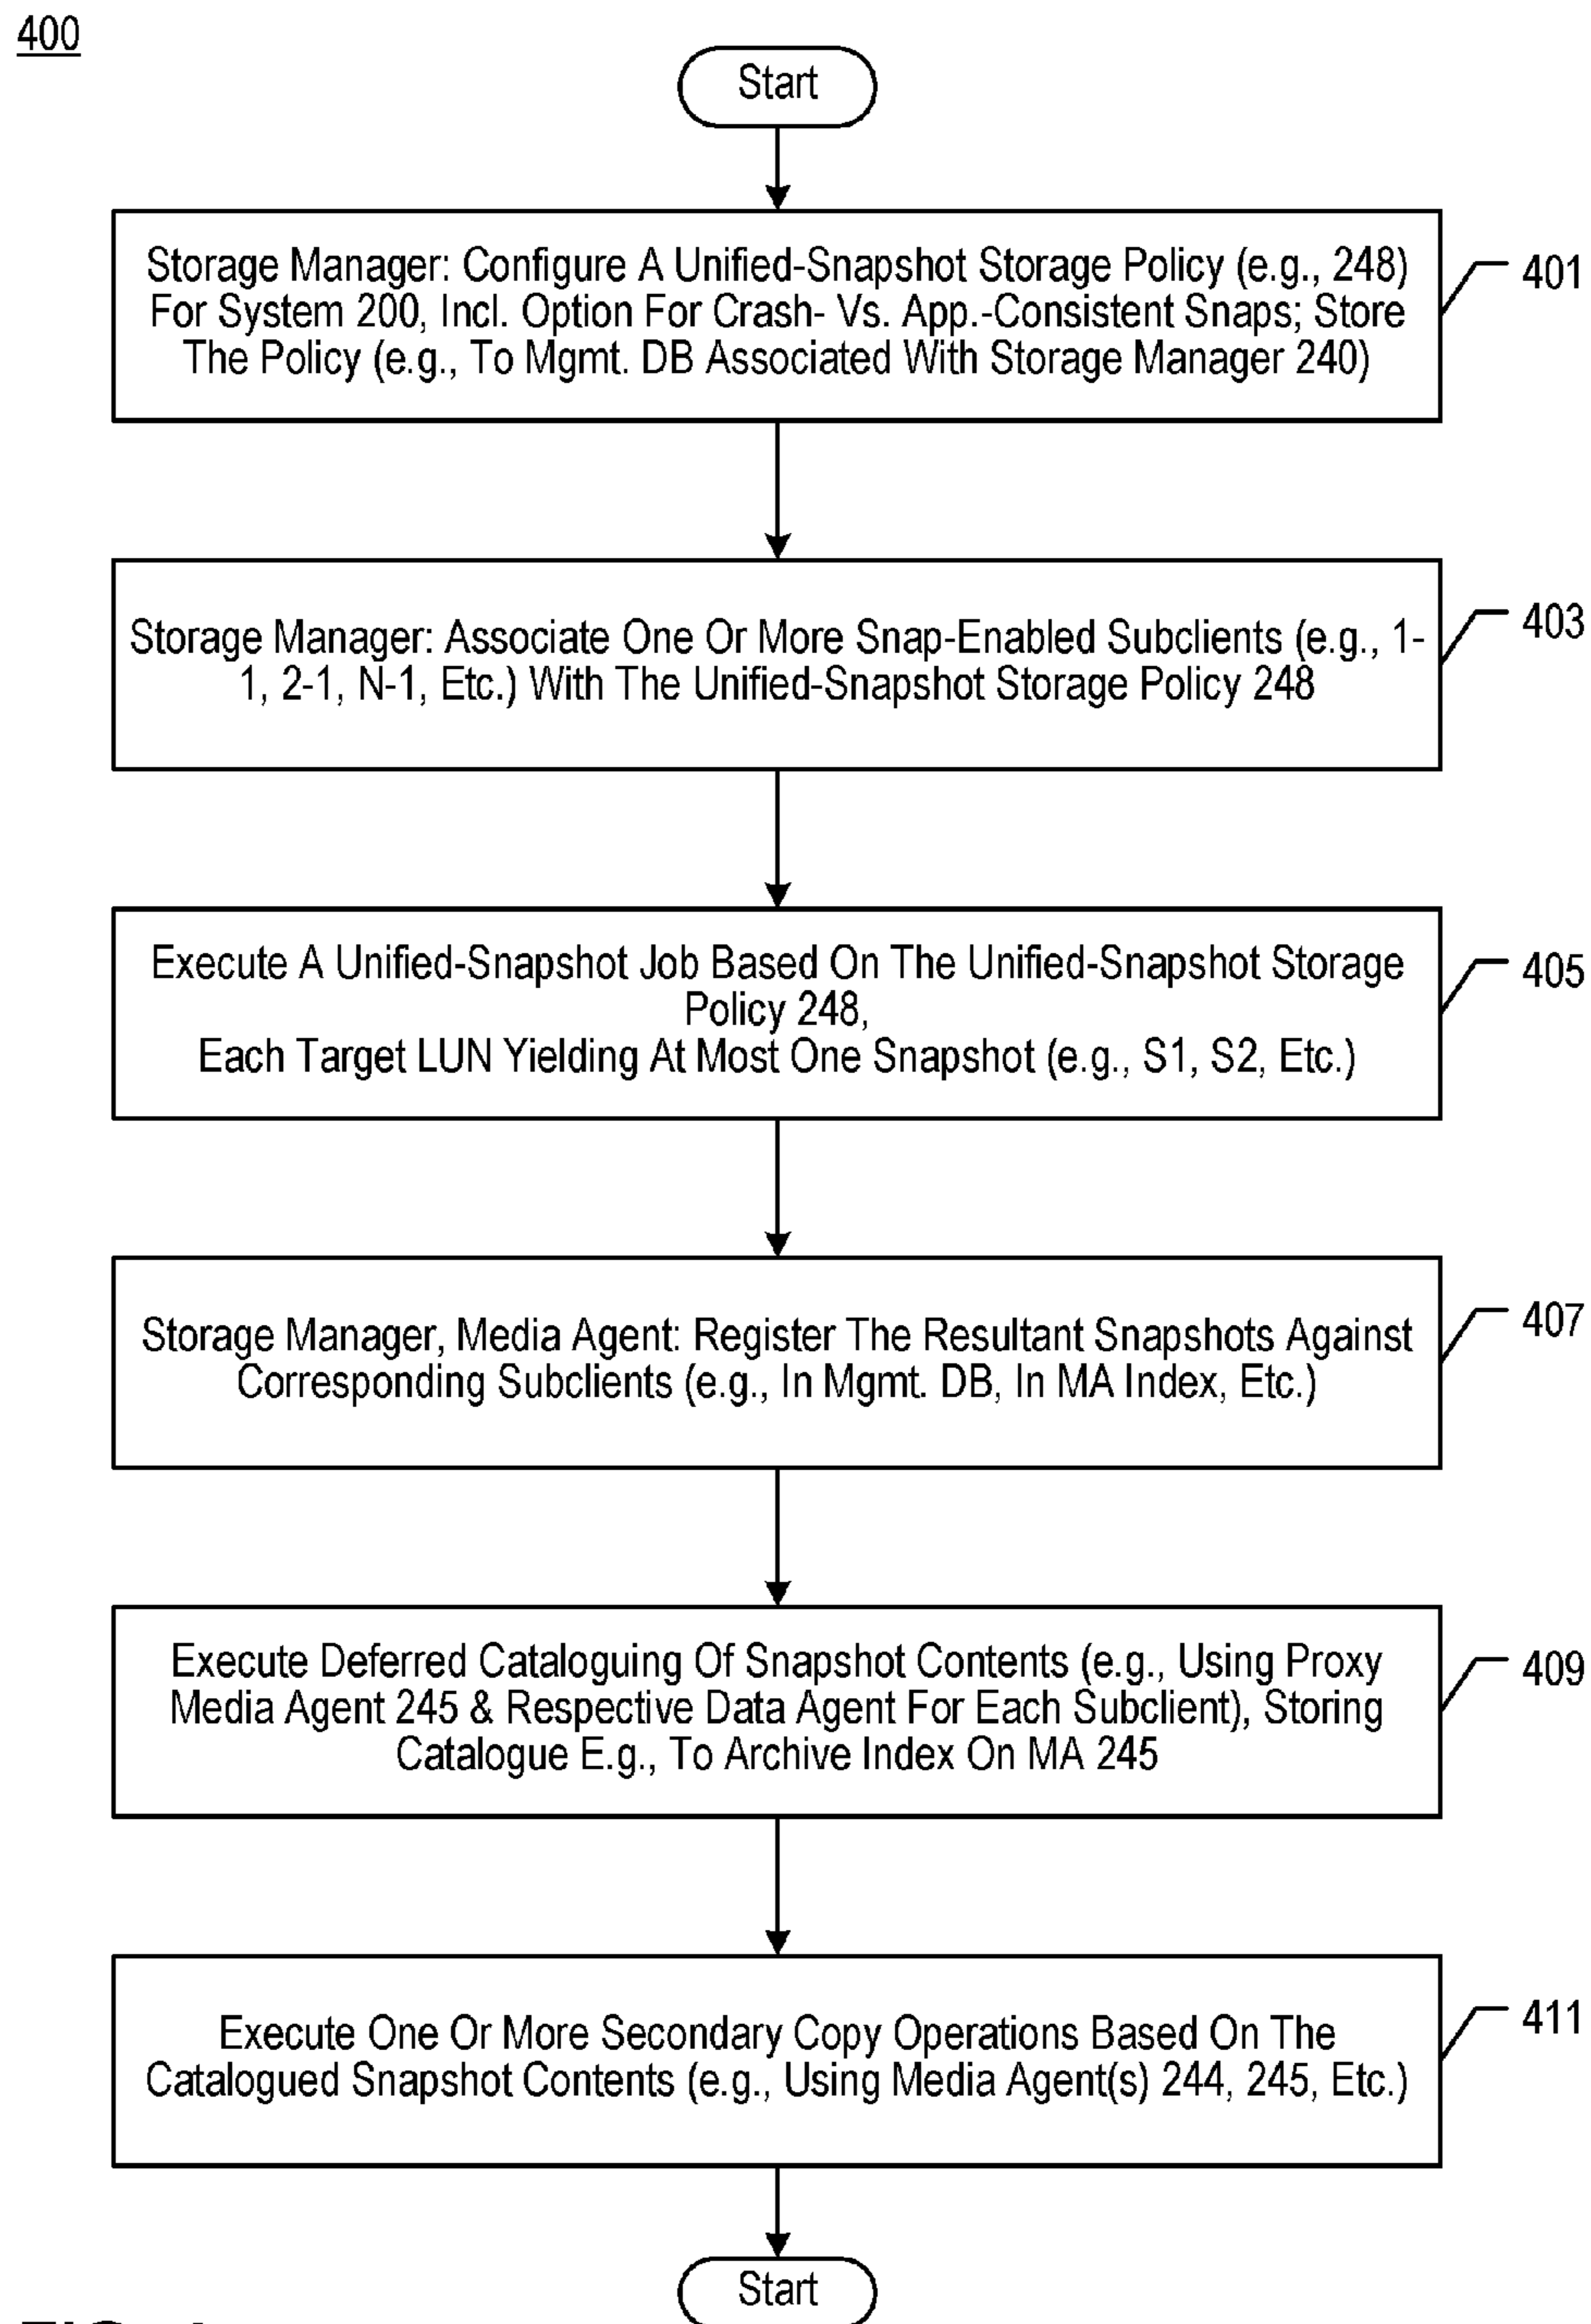 400
Start
Storage Manager: Configure A Unified-Snapshot Storage Policy (e.g., 248)
For System 200, Incl. Option For Crash- Vs. App.-Consistent Snaps; Store
The Policy (e.g., To Mgmt. DB Associated With Storage Manager 240)
401
Storage Manager: Associate One Or More Snap-Enabled Subclients (e.g., 1-
1, 2-1, N-1, Etc.) With The Unified-Snapshot Storage Policy 248
403
Execute A Unified-Snapshot Job Based On The Unified-Snapshot Storage
Policy 248,
Each Target LUN Yielding At Most One Snapshot (e.g., S1, S2, Etc.)
405
Storage Manager, Media Agent: Register The Resultant Snapshots Against
Corresponding Subclients (e.g., In Mgmt. DB, In MA Index, Etc.)
407
Execute Deferred Cataloguing Of Snapshot Contents (e.g., Using Proxy
Media Agent 245 & Respective Data Agent For Each Subclient), Storing
Catalogue E.g., To Archive Index On MA 245
409
Execute One Or More Secondary Copy Operations Based On The
Catalogued Snapshot Contents (e.g., Using Media Agent(s) 244, 245, Etc.)
411
Start